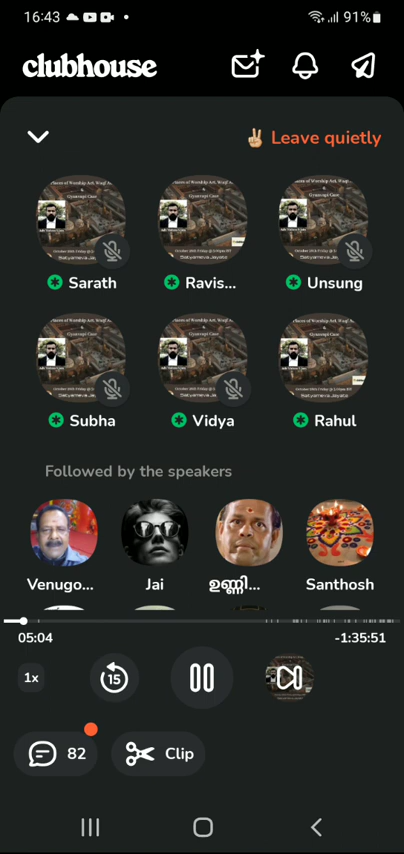 16:43
91%
clubhouse
Leave quietly
Sarath
Ravis...
Unsung
Subha
Vidya
Rahul
Followed by the speakers
Venugo...
Jai
ഉണ്ണി...
Santhosh
05:04
-1:35:51
1x
15
82
Clip